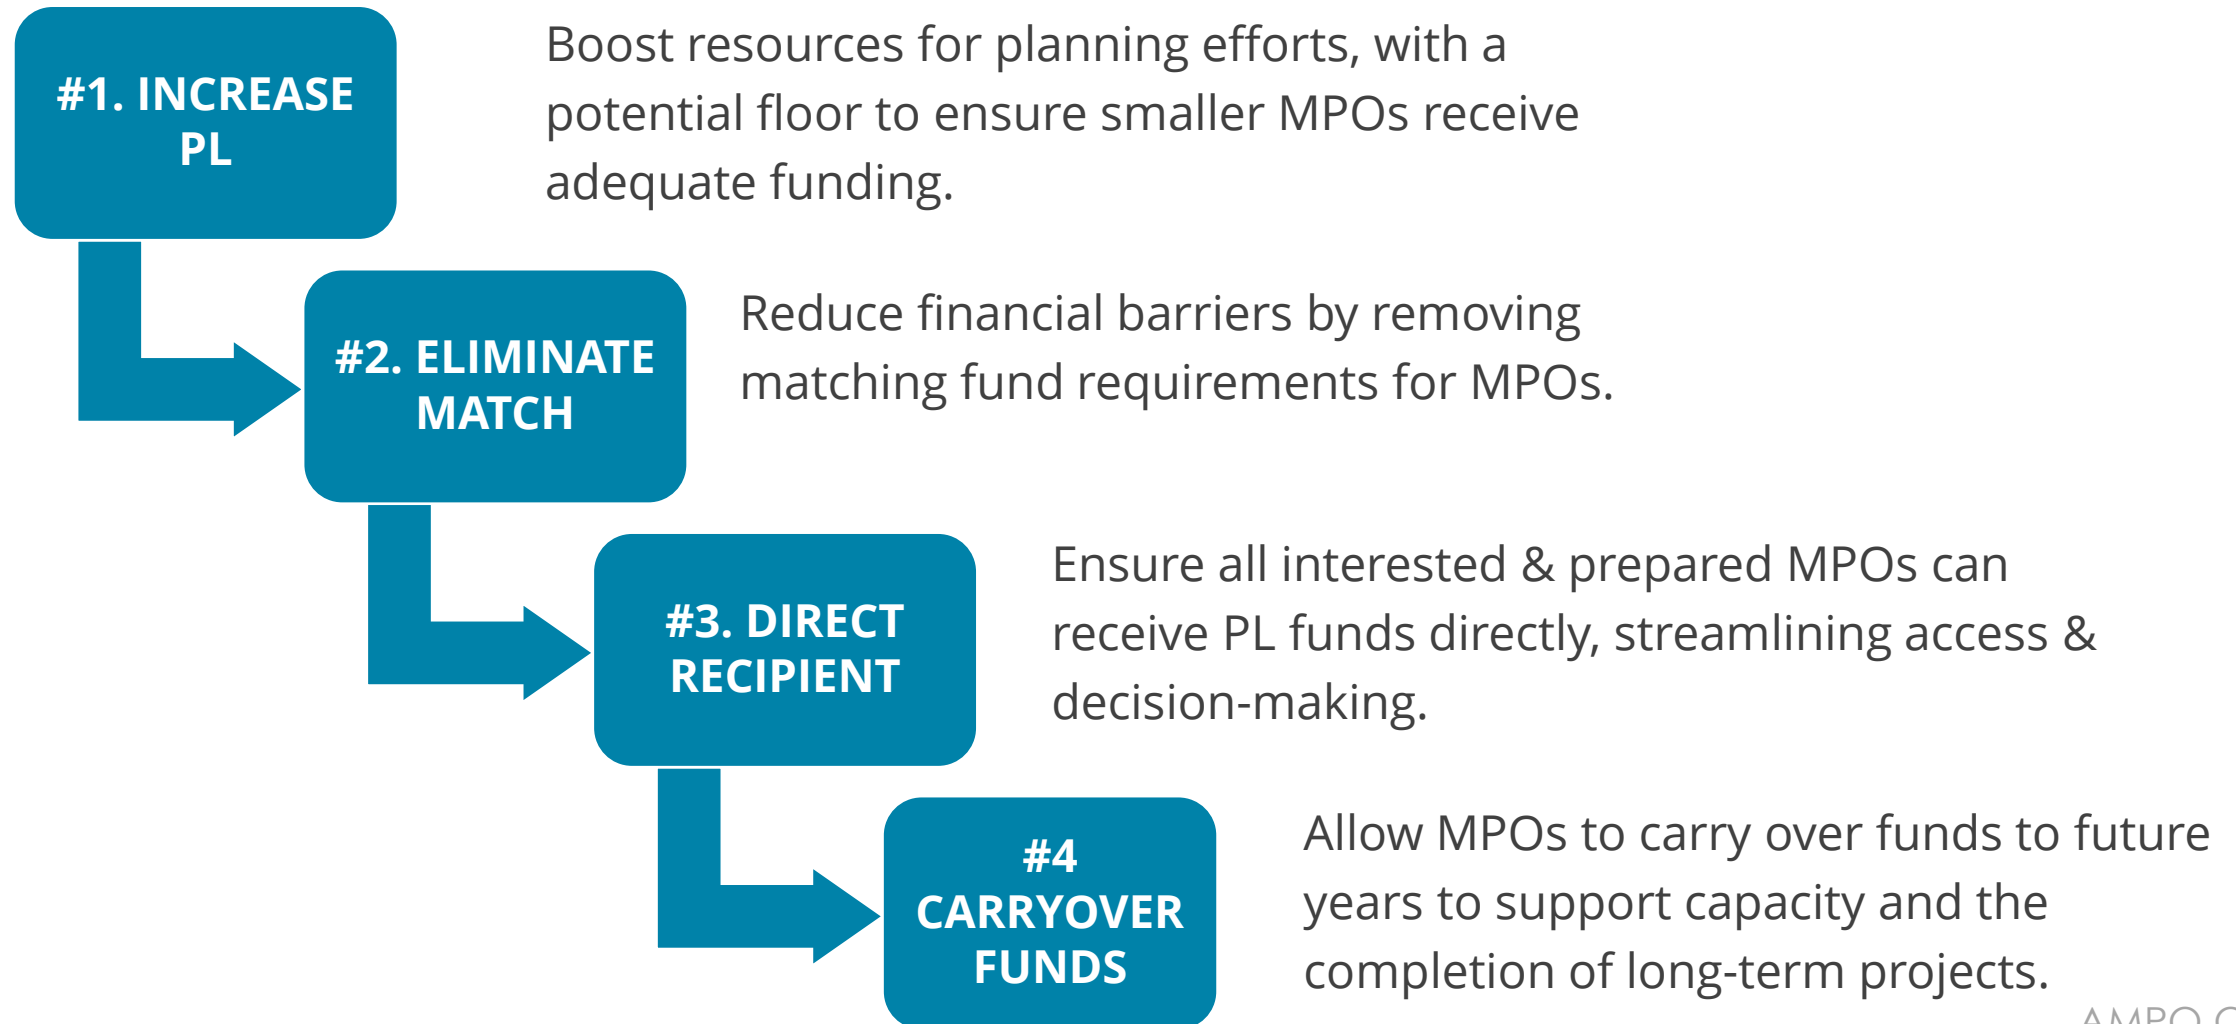 #1. INCREASE
PL
Boost resources for planning efforts, with a
potential floor to ensure smaller MPOs receive
adequate funding.
#2. ELIMINATE
MATCH
Reduce financial barriers by removing
matching fund requirements for MPOs.
#3. DIRECT
RECIPIENT
Ensure all interested & prepared MPOs can
receive PL funds directly, streamlining access &
decision-making.
#4
CARRYOVER
FUNDS
Allow MPOs to carry over funds to future
years to support capacity and the
completion of long-term projects.